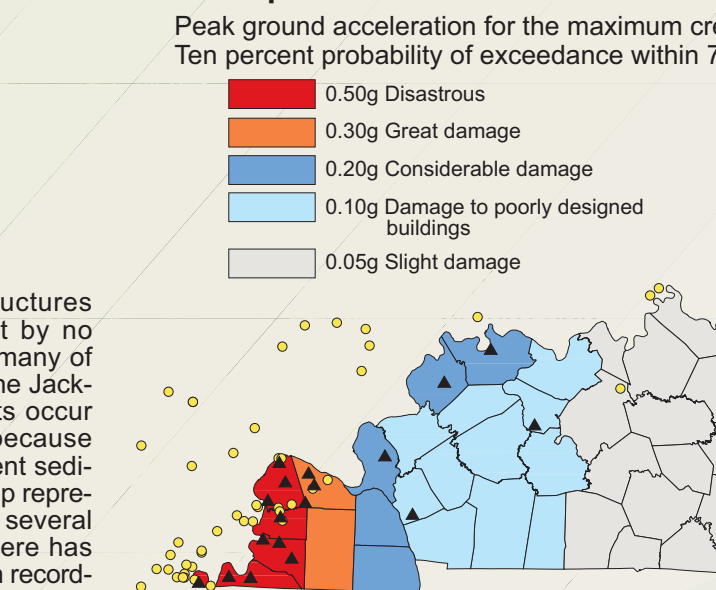 Peak ground acceleration for the maximum cre
Ten percent probability of exceedance within 7
0.50g Disastrous
0.30g Great damage
0.20g Considerable damage
0.10g Damage to poorly designed
buildings
0.05g Slight damage
uctures
t by no
many of
he Jack-
ts occur
because
ent sedi-
p repre-
several
ere has
record-